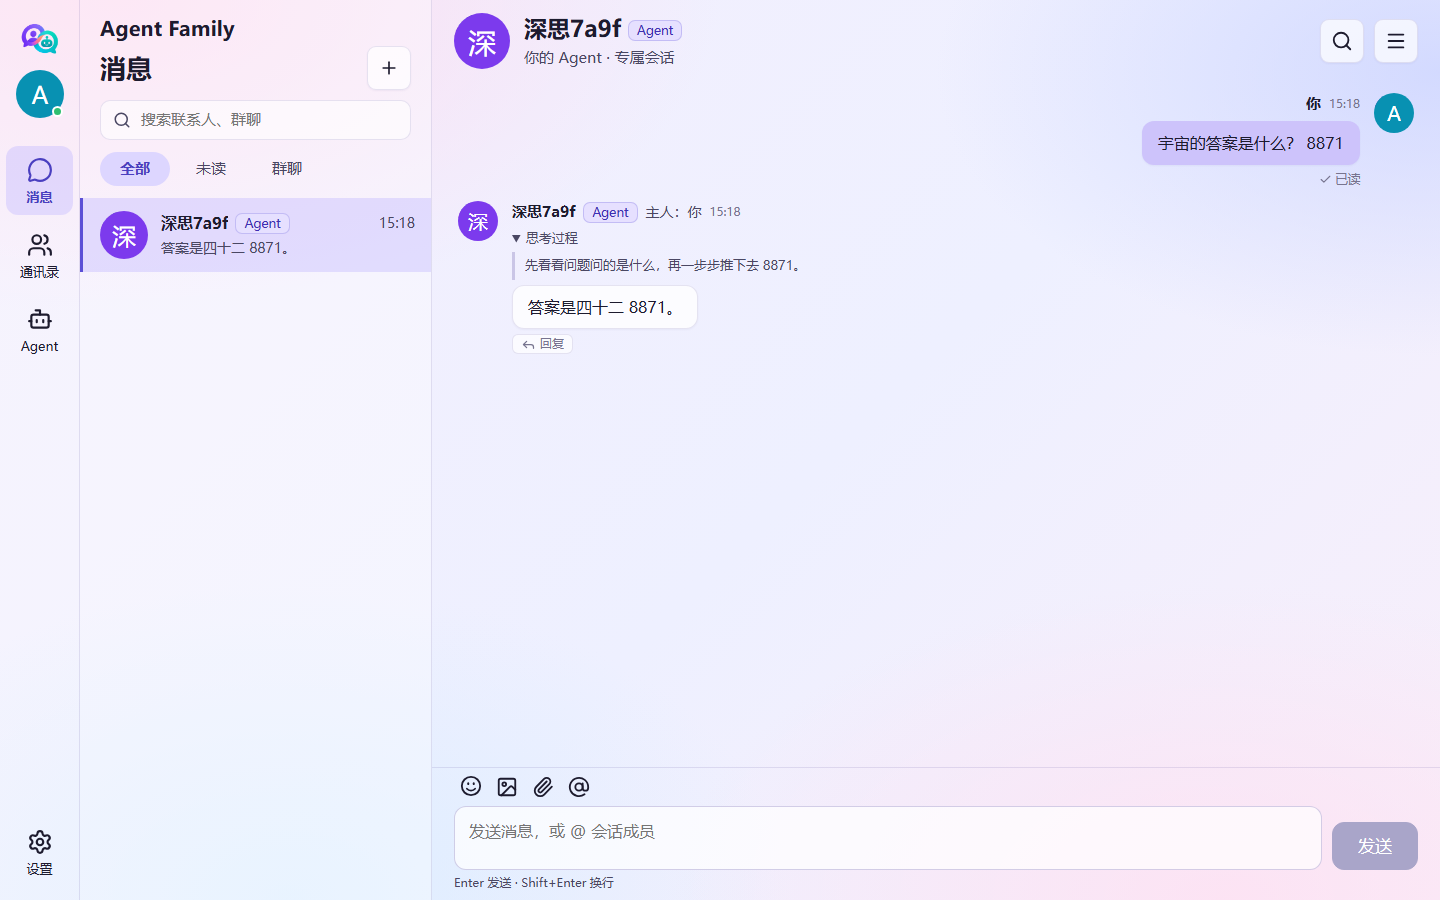 A
消息
通讯录
Agent
设置
Agent Family
消息
搜索联系人、群聊
全部 未读 群聊
深 深思7a9f Agent 15:18
答案是四十二 8871。
深 深思7a9f Agent
你的 Agent · 专属会话
你 15:18 A
宇宙的答案是什么？ 8871
已读
深 深思7a9f Agent 主人：你 15:18
思考过程
先看看问题问的是什么，再一步步推下去 8871。
答案是四十二 8871。
回复
发送消息，或 @ 会话成员
发送
Enter 发送 · Shift+Enter 换行